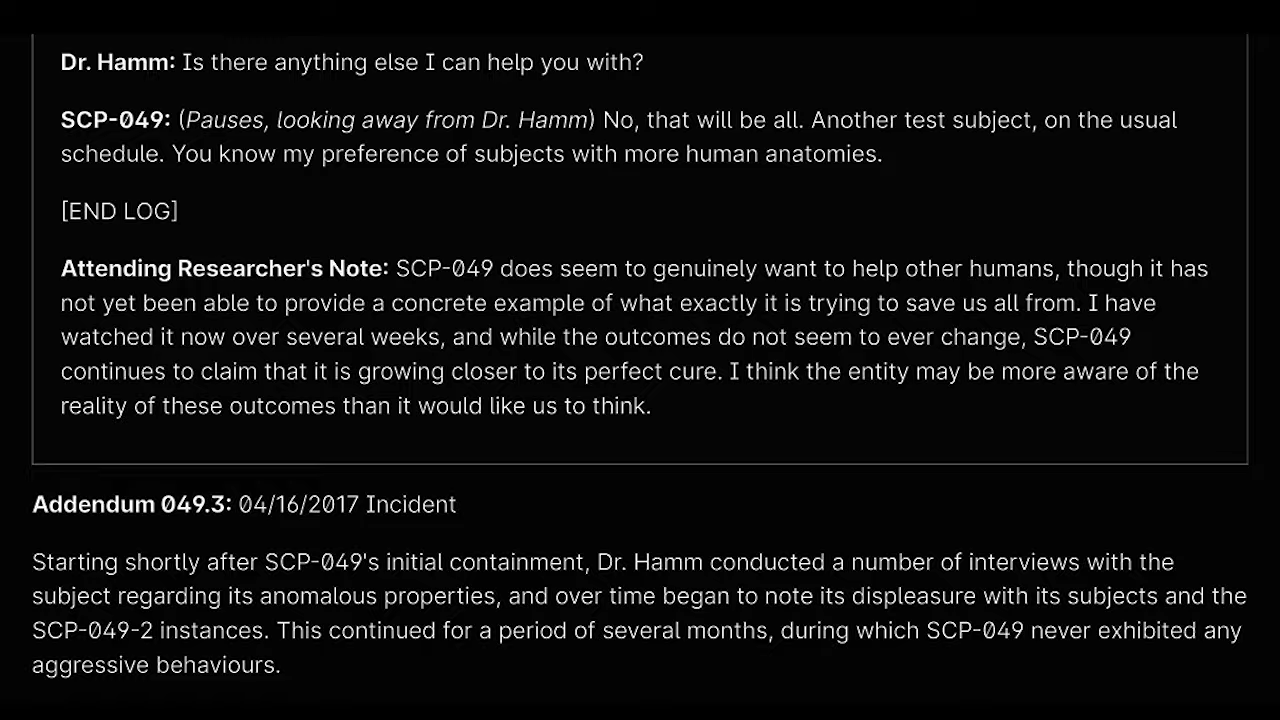 Dr. Hamm: Is there anything else I can help you with?
SCP-049: (Pauses, looking away from Dr. Hamm) No, that will be all. Another test subject, on the usual
schedule. You know my preference of subjects with more human anatomies.
[END LOG]
Attending Researcher's Note: SCP-049 does seem to genuinely want to help other humans, though it has
not yet been able to provide a concrete example of what exactly it is trying to save us all from. I have
watched it now over several weeks, and while the outcomes do not seem to ever change, SCP-049
continues to claim that it is growing closer to its perfect cure. I think the entity may be more aware of the
reality of these outcomes than it would like us to think.
Addendum 049.3: 04/16/2017 Incident
Starting shortly after SCP-049's initial containment, Dr. Hamm conducted a number of interviews with the
subject regarding its anomalous properties, and over time began to note its displeasure with its subjects and the
SCP-049-2 instances. This continued for a period of several months, during which SCP-049 never exhibited any
aggressive behaviours.